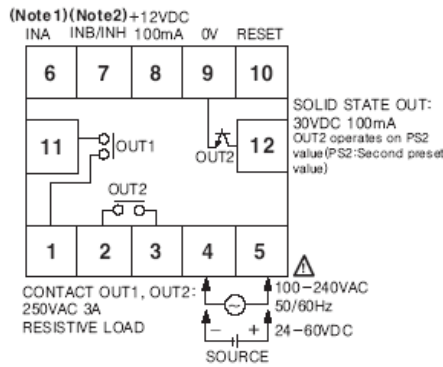 (Note1)(Note2)+12VDC
INA INB/INH 100mA 0V RESET
6 7 8 9 10
SOLID STATE OUT:
30VDC 100mA
OUT2 operates on PS2
value(PS2:Second preset
value)
11 OUT1 OUT2 12
OUT2
1 2 3 4 5
CONTACT OUT1, OUT2:
250VAC 3A
RESISTIVE LOAD
100-240VAC
50/60Hz
- + 24-60VDC
SOURCE